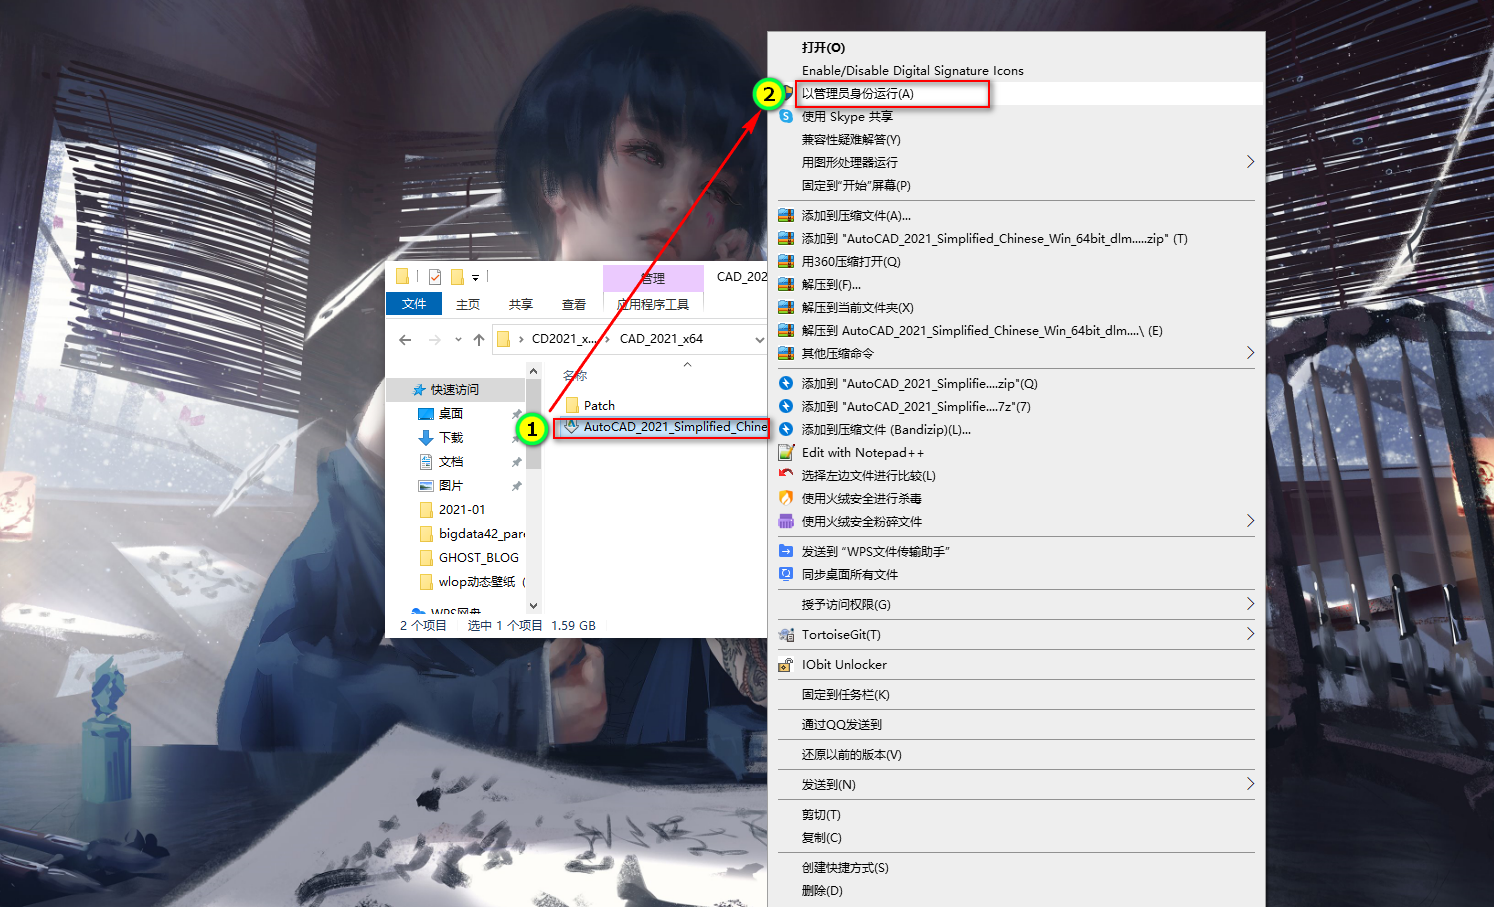 管理
CAD_202
文件
主页
共享
查看
应用程序工具
CD2021_x...
CAD_2021_x64
名称
快速访问
桌面
下载
文档
图片
2021-01
bigdata42_par
GHOST_BLOG
wlop动态壁纸 (
WPS网盘
Patch
1
AutoCAD_2021_Simplified_Chine
2 个项目
选中 1 个项目 1.59 GB
打开(O)
Enable/Disable Digital Signature Icons
2
以管理员身份运行(A)
使用 Skype 共享
兼容性疑难解答(Y)
用图形处理器运行
固定到"开始"屏幕(P)
添加到压缩文件(A)...
添加到 "AutoCAD_2021_Simplified_Chinese_Win_64bit_dlm.....zip" (T)
用360压缩打开(Q)
解压到(F)...
解压到当前文件夹(X)
解压到 AutoCAD_2021_Simplified_Chinese_Win_64bit_dlm....\ (E)
其他压缩命令
添加到 "AutoCAD_2021_Simplifie....zip"(Q)
添加到 "AutoCAD_2021_Simplifie....7z"(7)
添加到压缩文件 (Bandizip)(L)...
Edit with Notepad++
选择左边文件进行比较(L)
使用火绒安全进行杀毒
使用火绒安全粉碎文件
发送到 “WPS文件传输助手”
同步桌面所有文件
授予访问权限(G)
TortoiseGit(T)
IObit Unlocker
固定到任务栏(K)
通过QQ发送到
还原以前的版本(V)
发送到(N)
剪切(T)
复制(C)
创建快捷方式(S)
删除(D)